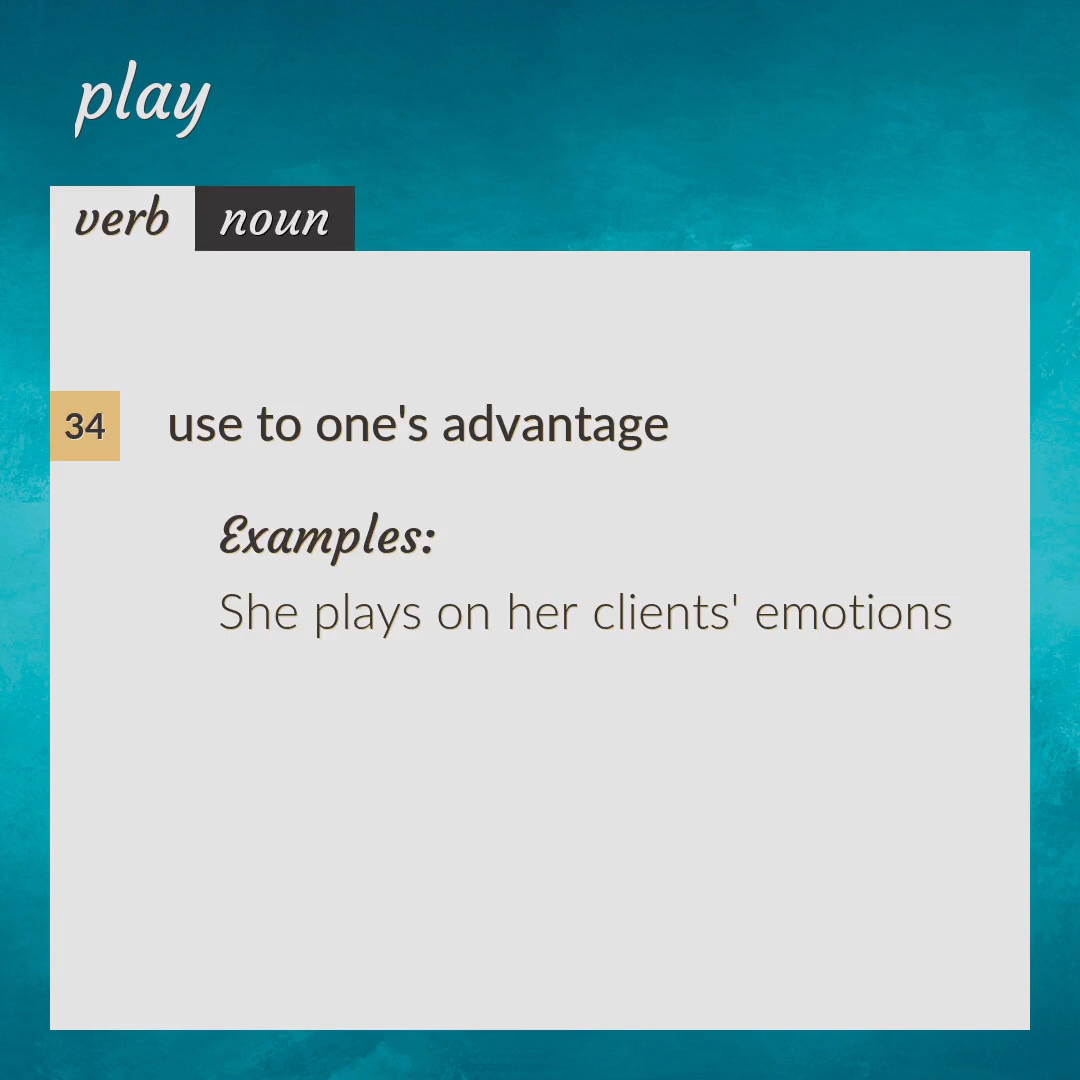 play
verb noun
34 use to one's advantage
Examples:
She plays on her clients' emotions